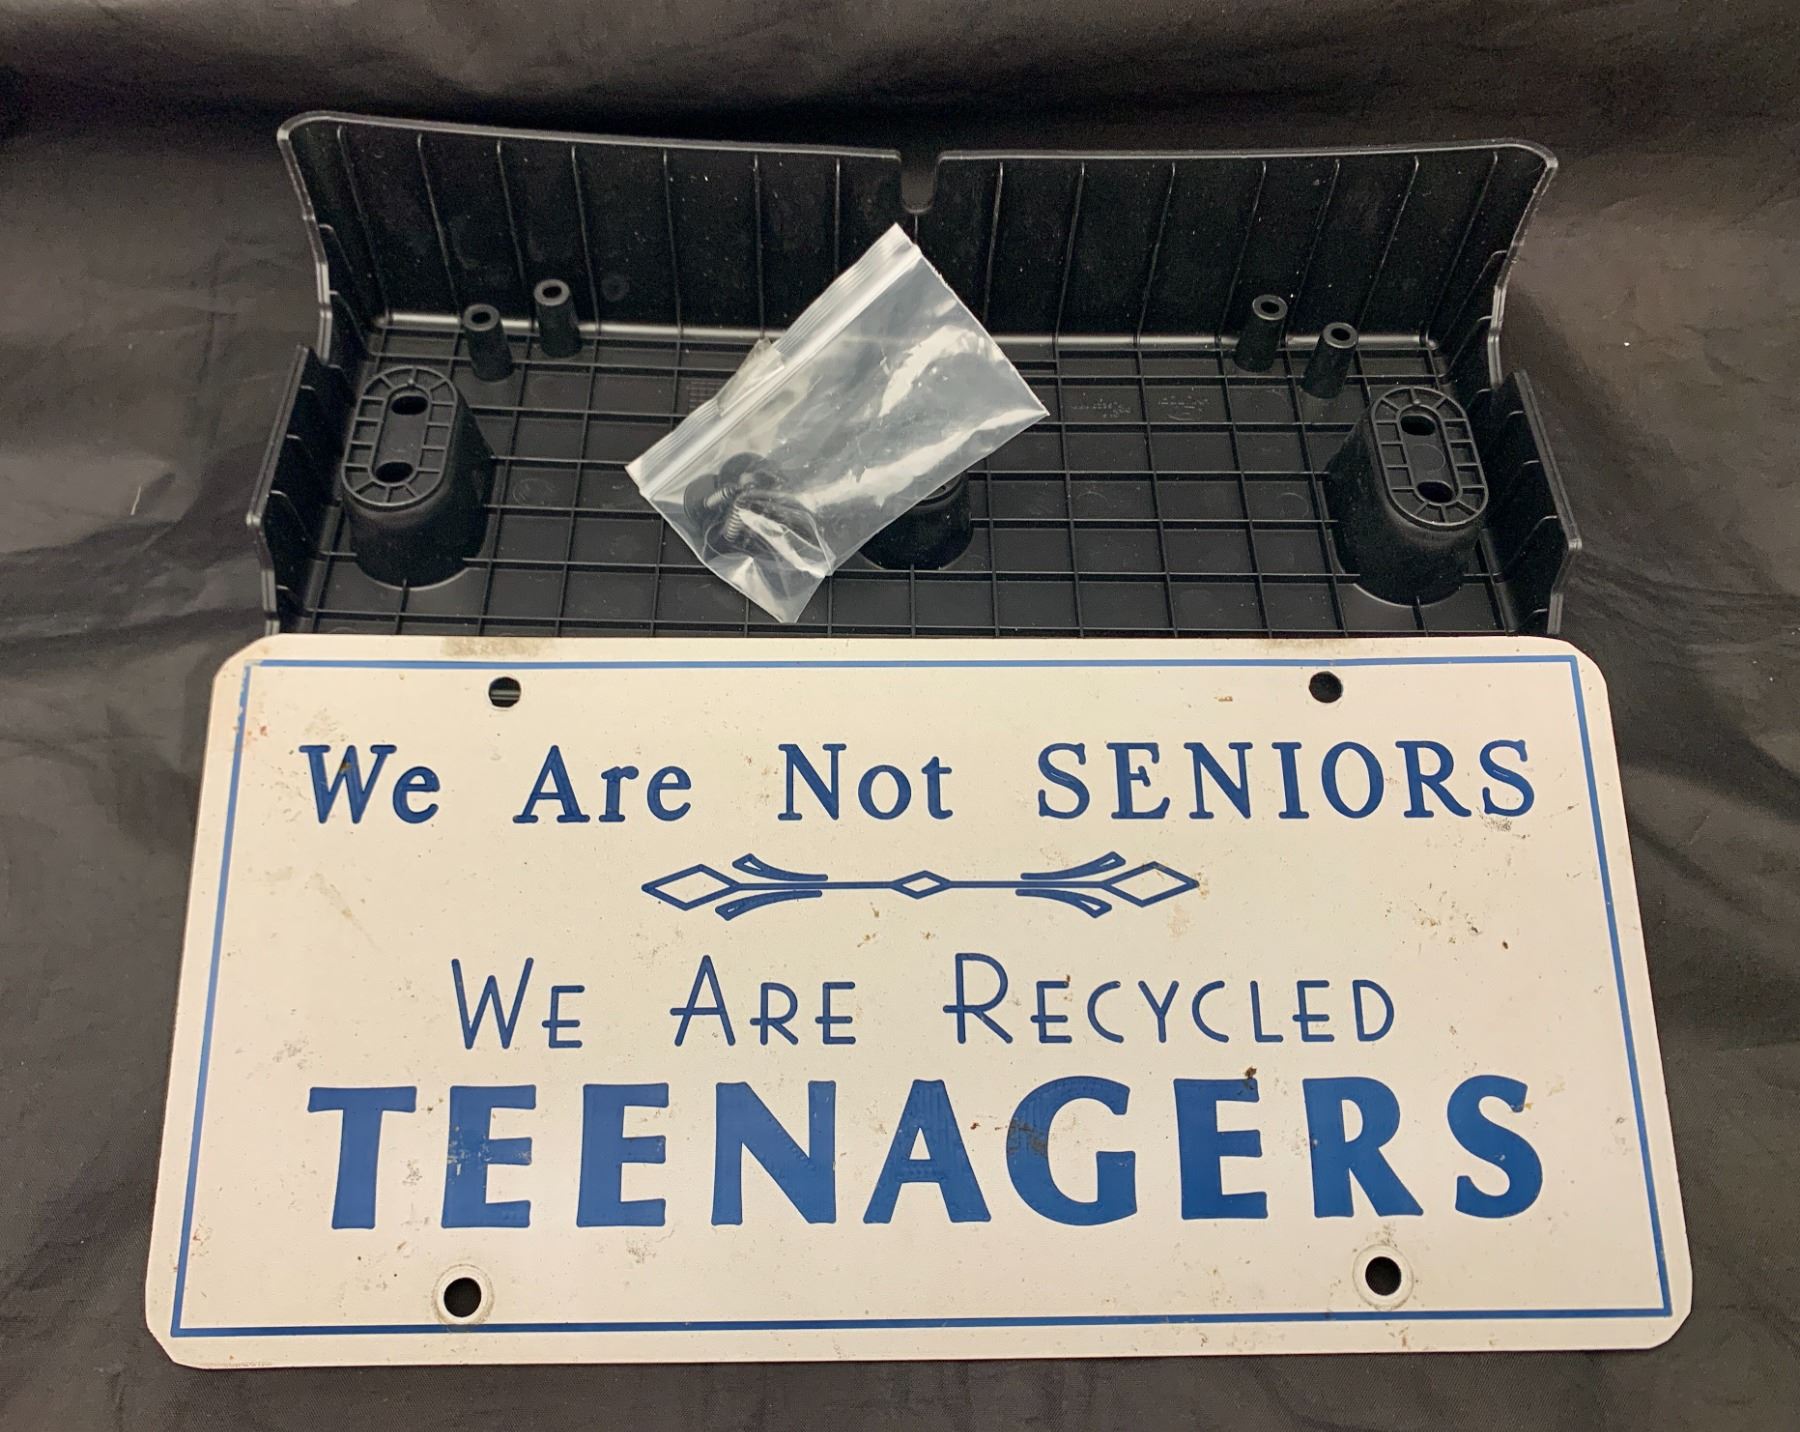 We Are Not SENIORS
WE ARE RECYCLED
TEENAGERS